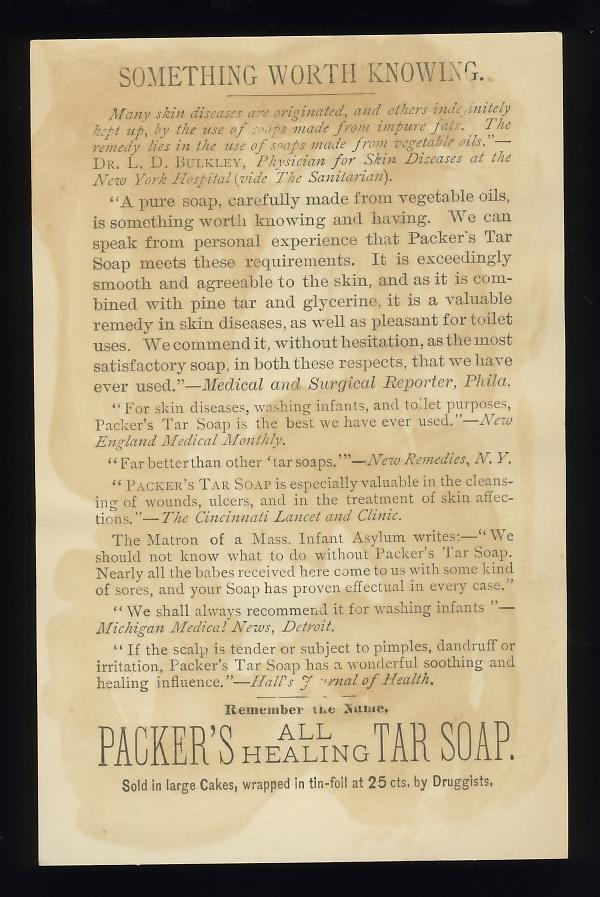 SOMETHING WORTH KNOWING.
Many skin diseases are originated, and others indefinitely
kept up, by the use of soaps made from impure fats. The
remedy lies in the use of soaps made from vegetable oils."—
DR. L. D. BULKLEY, Physician for Skin Diseases at the
New York Hospital (vide The Sanitarian).
"A pure soap, carefully made from vegetable oils,
is something worth knowing and having. We can
speak from personal experience that Packer's Tar
Soap meets these requirements. It is exceedingly
smooth and agreeable to the skin, and as it is com-
bined with pine tar and glycerine, it is a valuable
remedy in skin diseases, as well as pleasant for toilet
uses. We commend it, without hesitation, as the most
satisfactory soap, in both these respects, that we have
ever used."—Medical and Surgical Reporter, Phila.
"For skin diseases, washing infants, and toilet purposes,
Packer's Tar Soap is the best we have ever used."—New
England Medical Monthly.
"Far better than other 'tar soaps.'"—New Remedies, N. Y.
"PACKER'S TAR SOAP is especially valuable in the cleans-
ing of wounds, ulcers, and in the treatment of skin affec-
tions."—The Cincinnati Lancet and Clinic.
The Matron of a Mass. Infant Asylum writes:—"We
should not know what to do without Packer's Tar Soap.
Nearly all the babes received here come to us with some kind
of sores, and your Soap has proven effectual in every case."
"We shall always recommend it for washing infants"—
Michigan Medical News, Detroit.
"If the scalp is tender or subject to pimples, dandruff or
irritation, Packer's Tar Soap has a wonderful soothing and
healing influence."—Hall's Journal of Health.
Remember the Name,
PACKER'S ALL HEALING TAR SOAP.
Sold in large Cakes, wrapped in tin-foil at 25 cts. by Druggists.